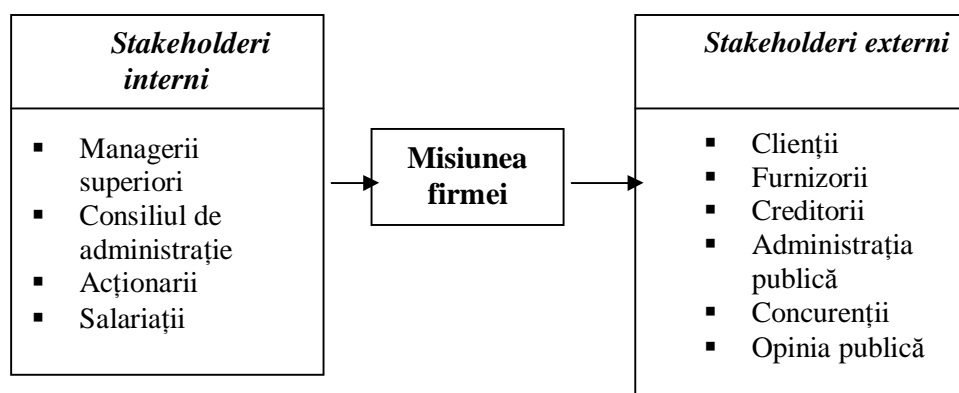 Stakeholderi
interni
▪ Managerii
superiori
▪ Consiliul de
administrație
▪ Acționarii
▪ Salariații
Misiunea
firmei
Stakeholderi externi
▪ Clienții
▪ Furnizorii
▪ Creditorii
▪ Administrația
publică
▪ Concurenții
▪ Opinia publică